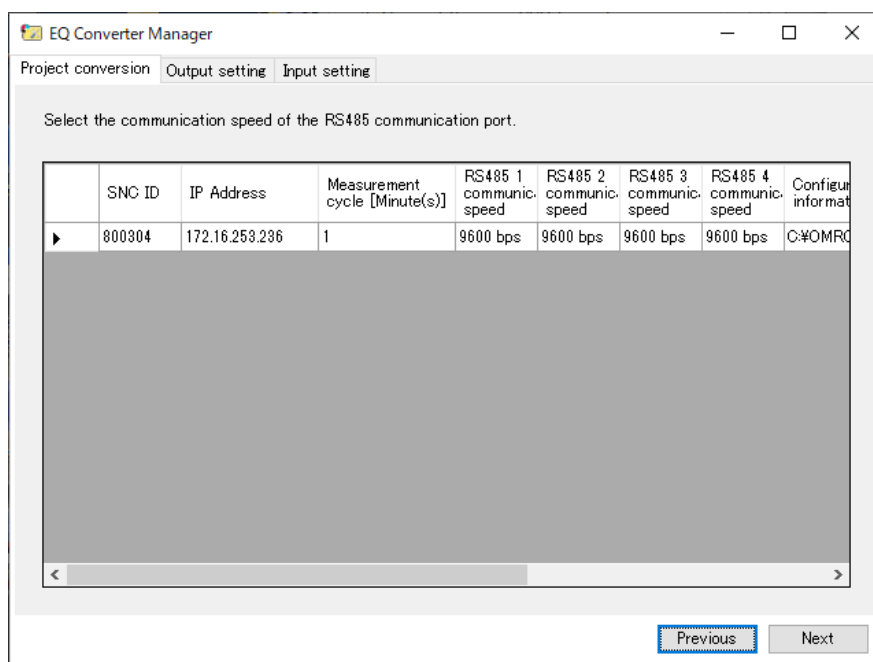 EQ Converter Manager
Project conversion Output setting Input setting
Select the communication speed of the RS485 communication port.
SNC ID IP Address Measurement cycle [Minute(s)] RS485 1 communic. speed RS485 2 communic. speed RS485 3 communic. speed RS485 4 communic. speed Configur informat
800304 172.16.253.236 1 9600 bps 9600 bps 9600 bps 9600 bps C:¥OMRO
Previous Next